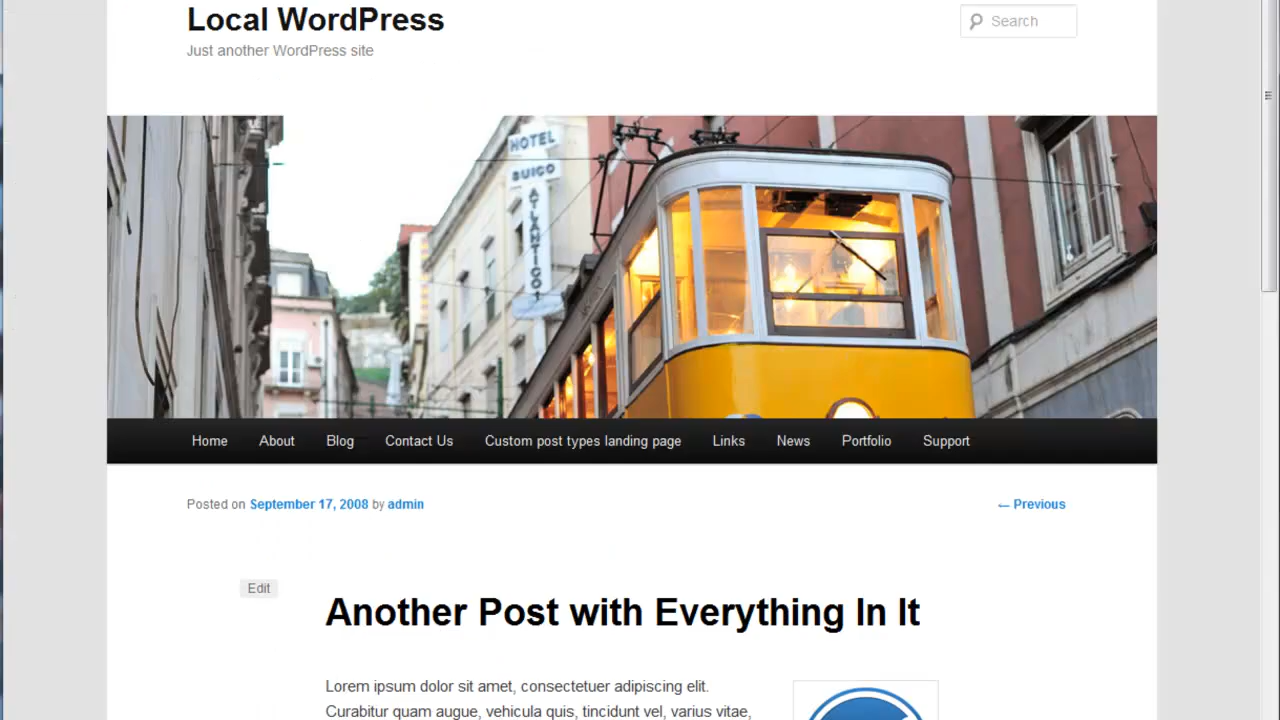 Local WordPress
Search
Just another WordPress site
HOTEL
SUIÇO
ATLANTICO
Home About Blog Contact Us Custom post types landing page Links News Portfolio Support
Posted on September 17, 2008 by admin
← Previous
Edit
Another Post with Everything In It
Lorem ipsum dolor sit amet, consectetuer adipiscing elit.
Curabitur quam augue, vehicula quis, tincidunt vel, varius vitae,